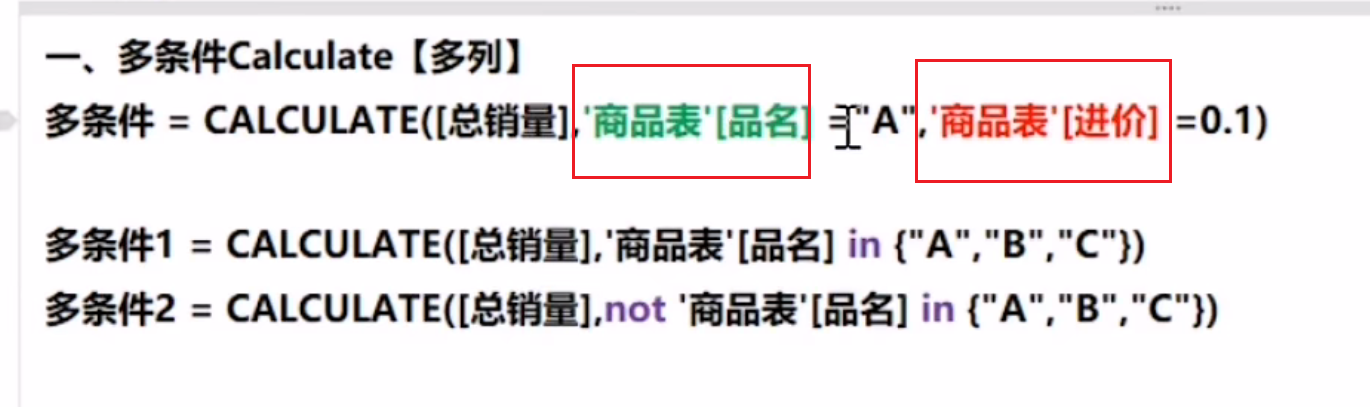 一、多条件Calculate【多列】
多条件 = CALCULATE([总销量],'商品表'[品名] ="A",'商品表'[进价] =0.1)
多条件1 = CALCULATE([总销量],'商品表'[品名] in {"A","B","C"})
多条件2 = CALCULATE([总销量],not '商品表'[品名] in {"A","B","C"})